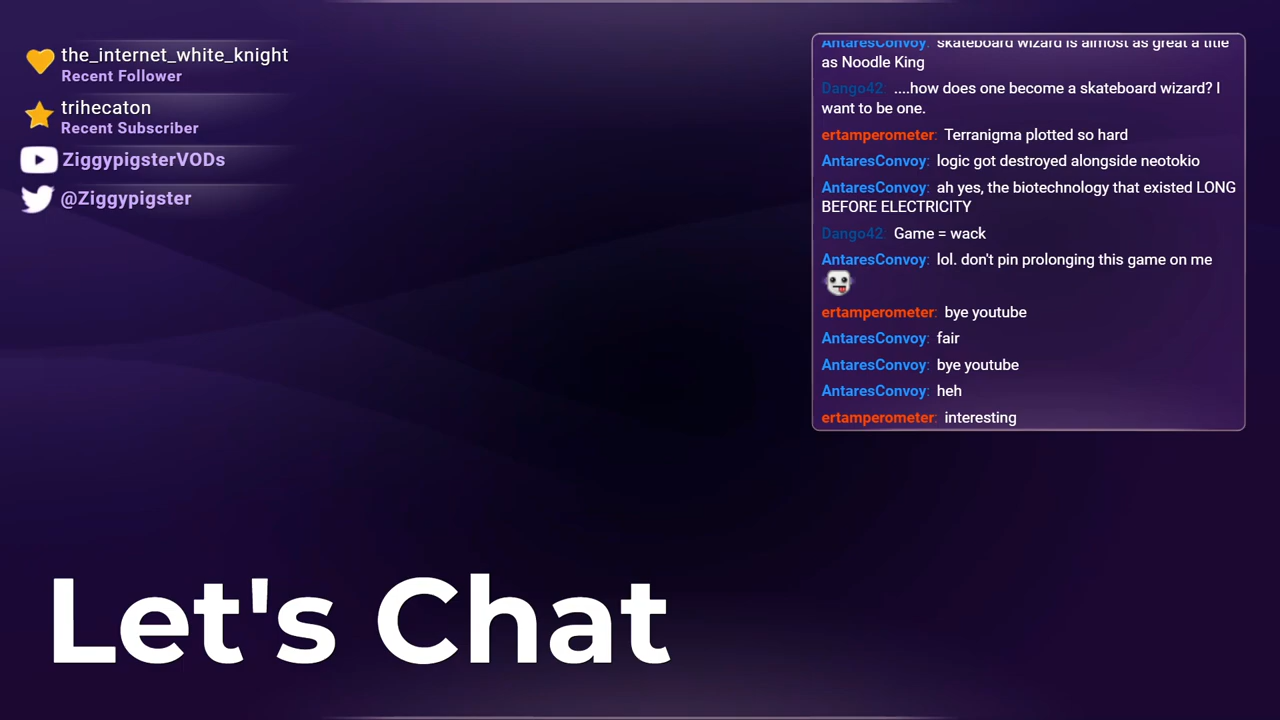 the_internet_white_knight
Recent Follower
trihecaton
Recent Subscriber
ZiggypigsterVODs
@Ziggypigster
AntaresConvoy: skateboard wizard is almost as great a title
as Noodle King
Dango42: ....how does one become a skateboard wizard? I
want to be one.
ertamperometer: Terranigma plotted so hard
AntaresConvoy: logic got destroyed alongside neotokio
AntaresConvoy: ah yes, the biotechnology that existed LONG
BEFORE ELECTRICITY
Dango42: Game = wack
AntaresConvoy: lol. don't pin prolonging this game on me
ertamperometer: bye youtube
AntaresConvoy: fair
AntaresConvoy: bye youtube
AntaresConvoy: heh
ertamperometer: interesting
Let's Chat